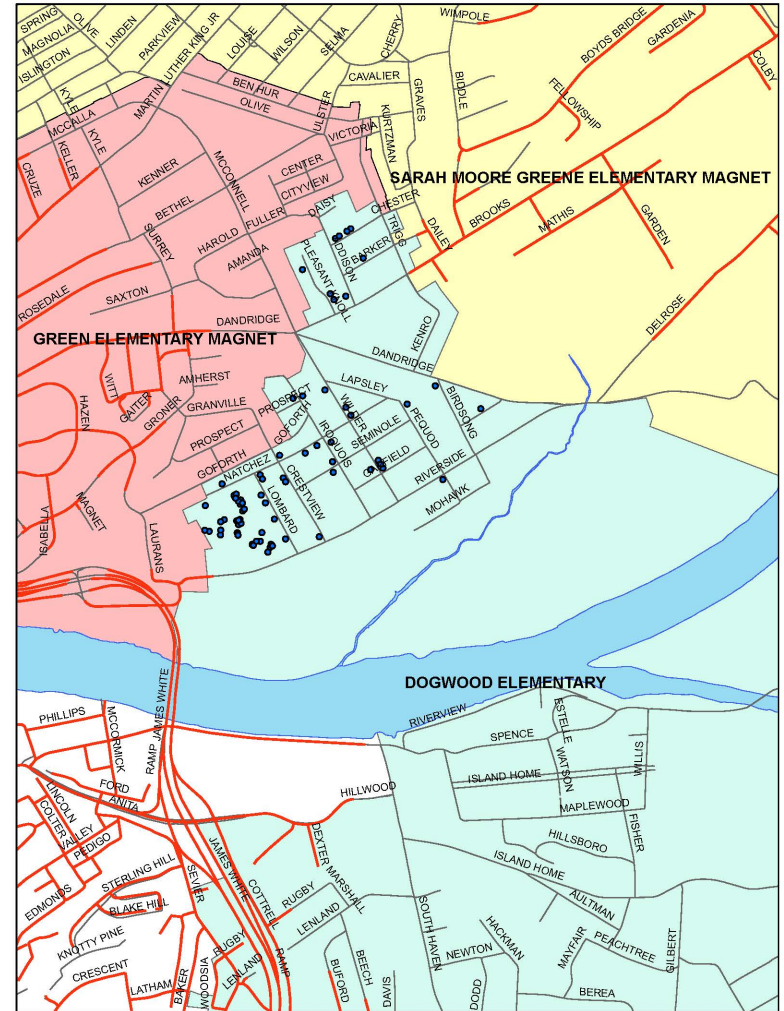 SPRING
OLIVE
MAGNOLIA
LINDEN
PARKVIEW
MARTIN LUTHER KING JR
LOUISE
WILSON
SELMA
CHERRY
WIMPOLE
BOYDS BRIDGE
GARDENIA
COLBY
ISLINGTON
KYLE
CAVALIER
GRAVES
BIDDLE
FELLOWSHIP
BEN HUR
OLIVE
ULSTER
KURTZMAN
MCCALLA
KYLE
VICTORIA
CRUZE
KELLER
KENNER
MCCONNELL
CENTER
CITYVIEW
SARAH MOORE GREENE ELEMENTARY MAGNET
BETHEL
FULLER
DAISY
CHESTER
TRIGG
DAILEY
BROOKS
MATHIS
GARDEN
SURREY
HAROLD
AMANDA
BARKER
PLEASANT KNOLL
ROSEDALE
SAXTON
DANDRIDGE
KENRO
DELROSE
GREEN ELEMENTARY MAGNET
DANDRIDGE
WITT
AMHERST
LAPSLEY
BIRDSONG
HAZEN
GAITER
GRONER
GRANVILLE
PROSPECT
GOFORTH
IROQUOIS
SEMINOLE
PEQUOD
PROSPECT
GOFORTH
NATCHEZ
CRESTVIEW
RIVERSIDE
MOHAWK
LOMBARD
MAGNET
ISABELLA
LAURANS
DOGWOOD ELEMENTARY
PHILLIPS
MCCORMICK
RAMP JAMES WHITE
RIVERVIEW
ESTELLE
SPENCE
WATSON
WILLIS
FORD
ANITA
HILLWOOD
ISLAND HOME
MAPLEWOOD
FISHER
LINCOLN
COLTER
VALLEY
PEDIGO
HILLSBORO
ISLAND HOME
STERLING HILL
SEVIER
JAMES WHITE
COTTRELL
DEXTER
MARSHALL
RUGBY
LENLAND
AULTMAN
EDMONDS
BLAKE HILL
KNOTTY PINE
CRESCENT
LATHAM
BAKER
WOODSIA
RUGBY
LENLAND
RAMP
BUFORD
BEECH
DAVIS
SOUTH HAVEN
NEWTON
HACKMAN
DODD
MAYFAIR
PEACHTREE
GILBERT
BEREA